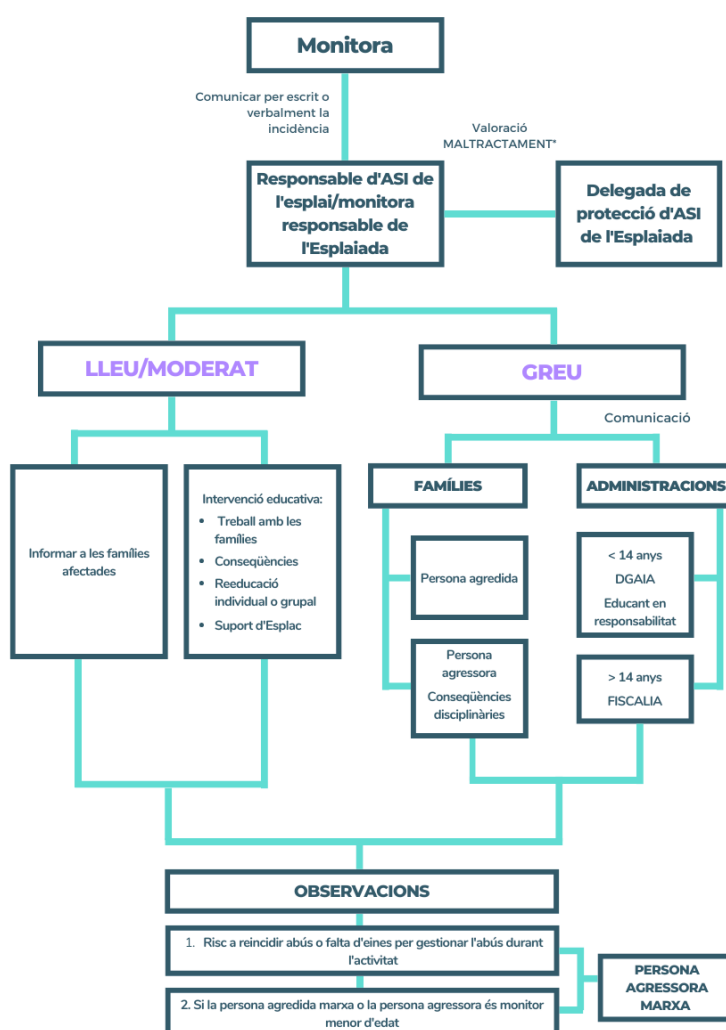 Monitora
Comunicar per escrit o
verbalment la
incidència
Valoració
MALTRACTAMENT*
Responsable d'ASI de
l'esplai/monitora
responsable de
l'Esplaiada
Delegada de
protecció d'ASI
de l'Esplaiada
LLEU/MODERAT
GREU
Comunicació
Informar a les famílies
afectades
Intervenció educativa:
• Treball amb les
famílies
• Conseqüències
• Reeducació
individual o grupal
• Suport d'Esplac
FAMÍLIES
ADMINISTRACIONS
Persona agredida
Persona
agressora
Conseqüències
disciplinàries
< 14 anys
DGAIA
Educant en
responsabilitat
> 14 anys
FISCALIA
OBSERVACIONS
1. Risc a reincidir abús o falta d'eines per gestionar l'abús durant
l'activitat
2. Si la persona agredida marxa o la persona agressora és monitor
menor d'edat
PERSONA
AGRESSORA
MARXA